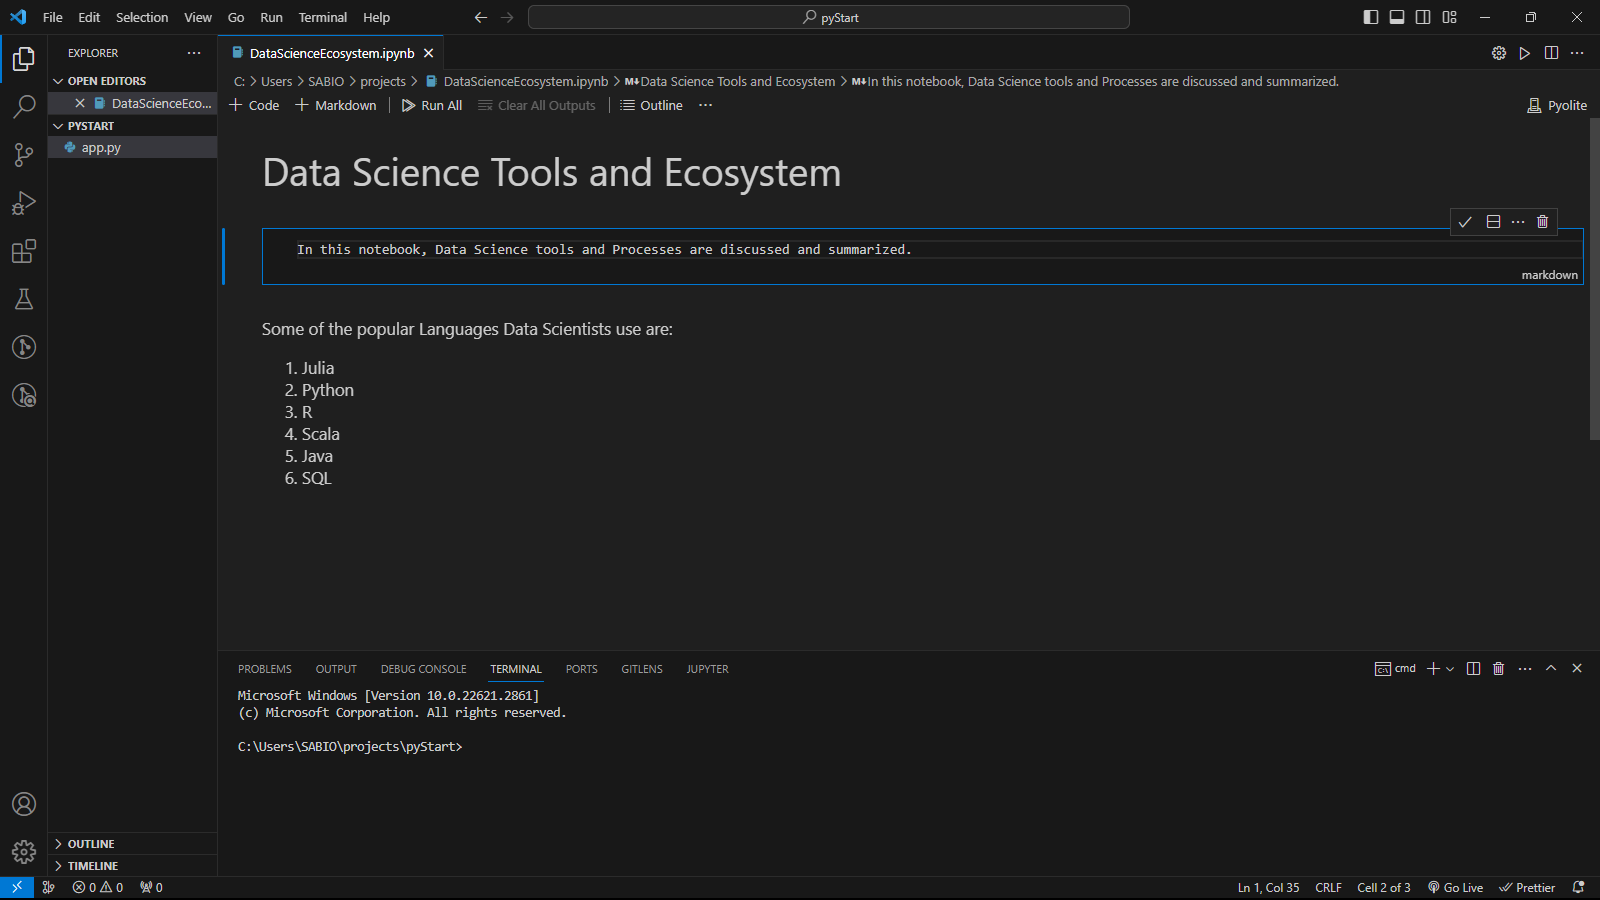 File Edit Selection View Go Run Terminal Help
pyStart
EXPLORER
DataScienceEcosystem.ipynb
OPEN EDITORS
C: > Users > SABIO > projects > DataScienceEcosystem.ipynb > M↓Data Science Tools and Ecosystem > M↓In this notebook, Data Science tools and Processes are discussed and summarized.
DataScienceEco...
Code Markdown Run All Clear All Outputs Outline
Pyolite
PYSTART
app.py
Data Science Tools and Ecosystem
In this notebook, Data Science tools and Processes are discussed and summarized.
markdown
Some of the popular Languages Data Scientists use are:
1. Julia
2. Python
3. R
4. Scala
5. Java
6. SQL
PROBLEMS OUTPUT DEBUG CONSOLE TERMINAL PORTS GITLENS JUPYTER
cmd
Microsoft Windows [Version 10.0.22621.2861]
(c) Microsoft Corporation. All rights reserved.
C:\Users\SABIO\projects\pyStart>
OUTLINE
TIMELINE
0 0 0
Ln 1, Col 35 CRLF Cell 2 of 3 Go Live Prettier